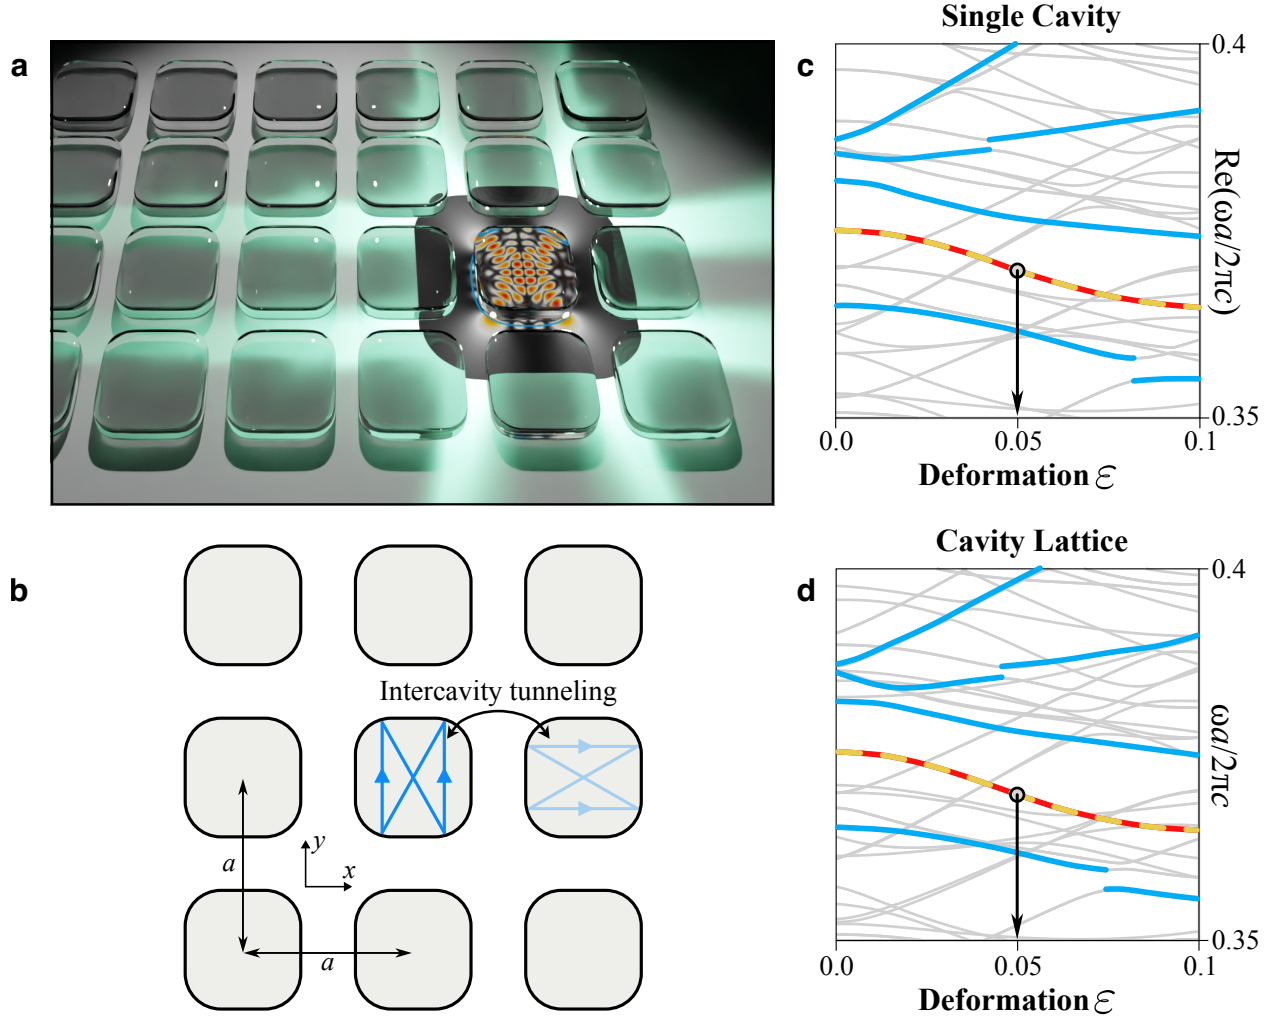 a
b
Intercavity tunneling
a
y
x
a
Single Cavity
c
0.4
Re(ωa/2πc)
0.35
0.0
0.05
0.1
Deformation ε
Cavity Lattice
d
0.4
ωa/2πc
0.35
0.0
0.05
0.1
Deformation ε